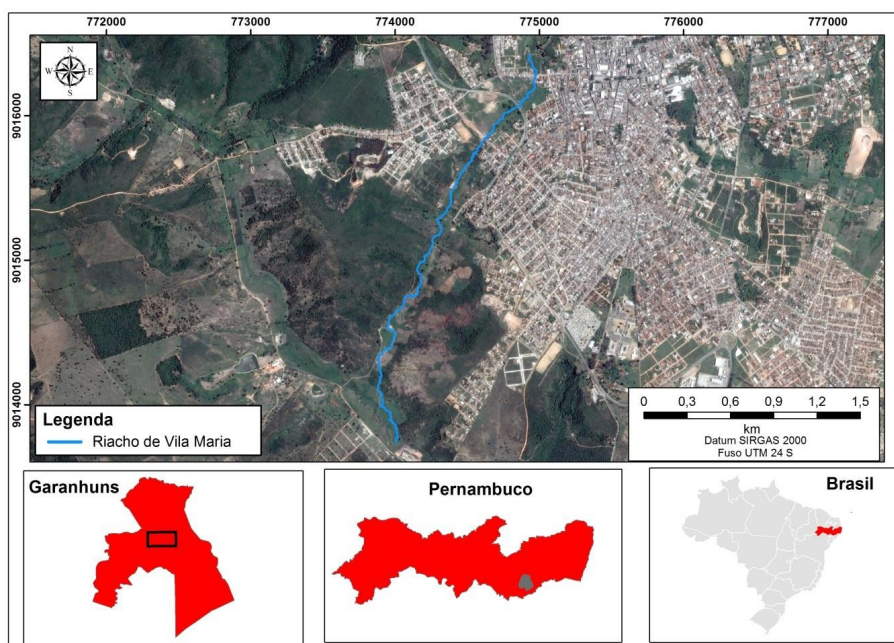 772000 773000 774000 775000 776000 777000
N
W E
S
9016000
9015000
9014000
Legenda
Riacho de Vila Maria
0 0,3 0,6 0,9 1,2 1,5
km
Datum SIRGAS 2000
Fuso UTM 24 S
Garanhuns
Pernambuco
Brasil